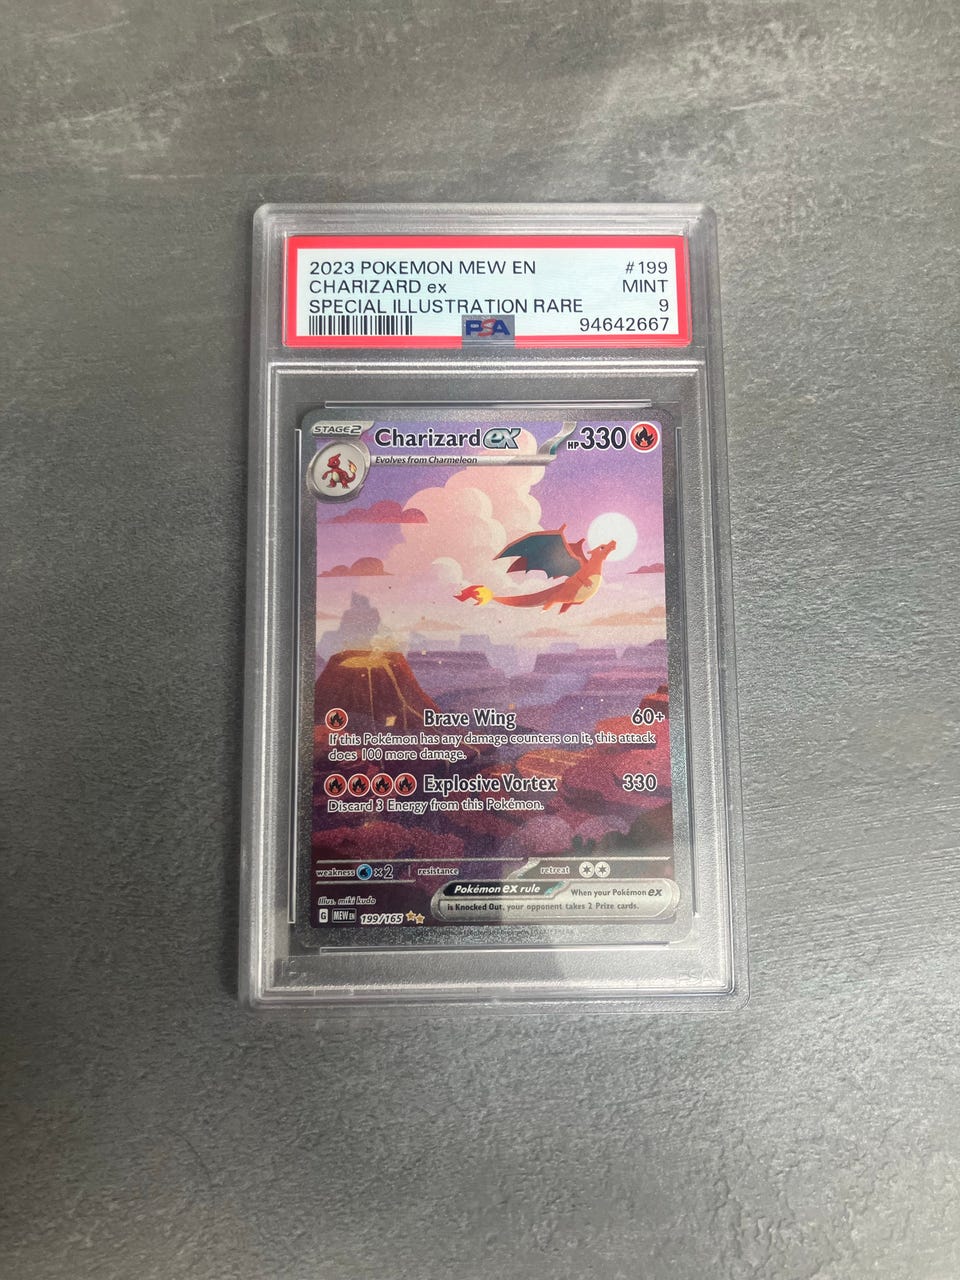 2023 POKEMON MEW EN #199
CHARIZARD ex MINT
SPECIAL ILLUSTRATION RARE 9
PSA 94642667
STAGE2 Charizard ex HP 330
Evolves from Charmeleon
Brave Wing 60+
If this Pokémon has any damage counters on it, this attack
does 100 more damage.
Explosive Vortex 330
Discard 3 Energy from this Pokémon.
weakness ×2 resistance retreat
Pokémon ex rule When your Pokémon ex
is Knocked Out, your opponent takes 2 Prize cards.
Illus. miki kudo
G MEW EN 199/165